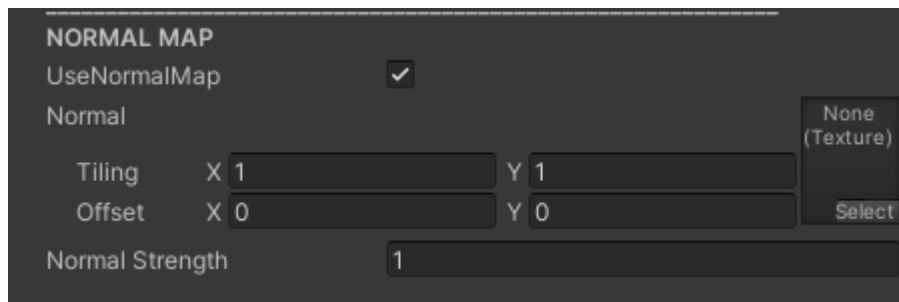 NORMAL MAP
UseNormalMap
Normal
None
(Texture)
Tiling X 1 Y 1
Offset X 0 Y 0
Select
Normal Strength 1